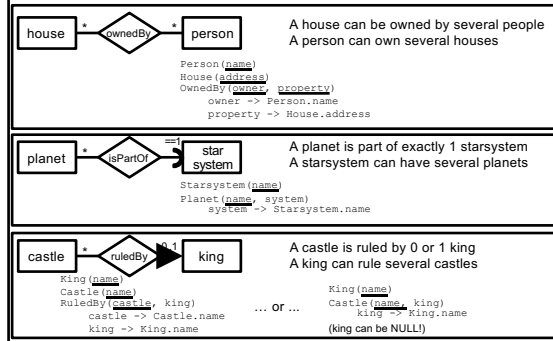 house
*
ownedBy
*
person
A house can be owned by several people
A person can own several houses
Person(name)
House(address)
OwnedBy(owner, property)
owner -> Person.name
property -> House.address
planet
*
isPartOf
==1
star
system
A planet is part of exactly 1 starsystem
A starsystem can have several planets
Starsystem(name)
Planet(name, system)
system -> Starsystem.name
castle
*
ruledBy
0,1
king
A castle is ruled by 0 or 1 king
A king can rule several castles
King(name)
Castle(name)
RuledBy(castle, king)
castle -> Castle.name
king -> King.name
... or ...
King(name)
Castle(name, king)
king -> King.name
(king can be NULL!)